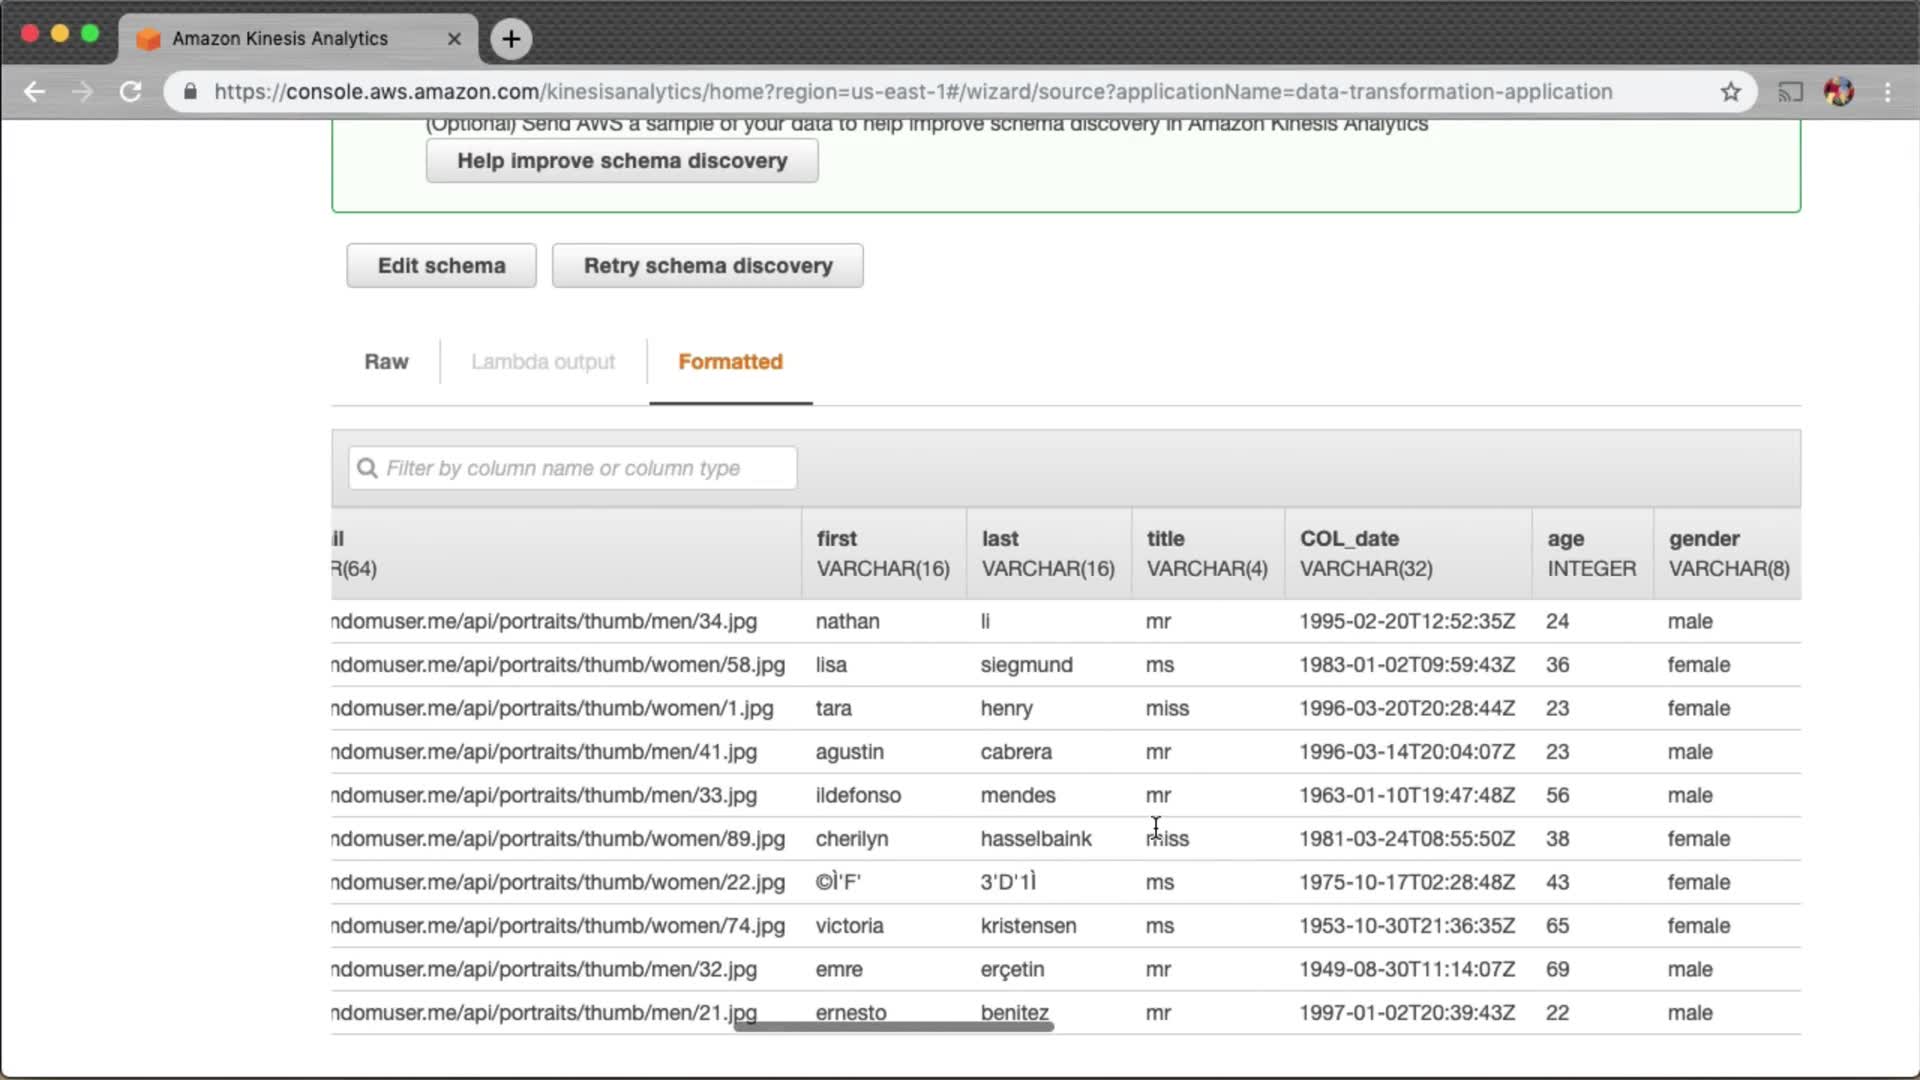 Amazon Kinesis Analytics
https://console.aws.amazon.com/kinesisanalytics/home?region=us-east-1#/wizard/source?applicationName=data-transformation-application
(Optional) Send AWS a sample of your data to help improve schema discovery in Amazon Kinesis Analytics
Help improve schema discovery
Edit schema Retry schema discovery
Raw Lambda output Formatted
Filter by column name or column type
il first last title COL_date age gender
R(64) VARCHAR(16) VARCHAR(16) VARCHAR(4) VARCHAR(32) INTEGER VARCHAR(8)
ndomuser.me/api/portraits/thumb/men/34.jpg nathan li mr 1995-02-20T12:52:35Z 24 male
ndomuser.me/api/portraits/thumb/women/58.jpg lisa siegmund ms 1983-01-02T09:59:43Z 36 female
ndomuser.me/api/portraits/thumb/women/1.jpg tara henry miss 1996-03-20T20:28:44Z 23 female
ndomuser.me/api/portraits/thumb/men/41.jpg agustin cabrera mr 1996-03-14T20:04:07Z 23 male
ndomuser.me/api/portraits/thumb/men/33.jpg ildefonso mendes mr 1963-01-10T19:47:48Z 56 male
ndomuser.me/api/portraits/thumb/women/89.jpg cherilyn hasselbaink miss 1981-03-24T08:55:50Z 38 female
ndomuser.me/api/portraits/thumb/women/22.jpg ©Ì'F' 3'D'1Ì ms 1975-10-17T02:28:48Z 43 female
ndomuser.me/api/portraits/thumb/women/74.jpg victoria kristensen ms 1953-10-30T21:36:35Z 65 female
ndomuser.me/api/portraits/thumb/men/32.jpg emre erçetin mr 1949-08-30T11:14:07Z 69 male
ndomuser.me/api/portraits/thumb/men/21.jpg ernesto benitez mr 1997-01-02T20:39:43Z 22 male